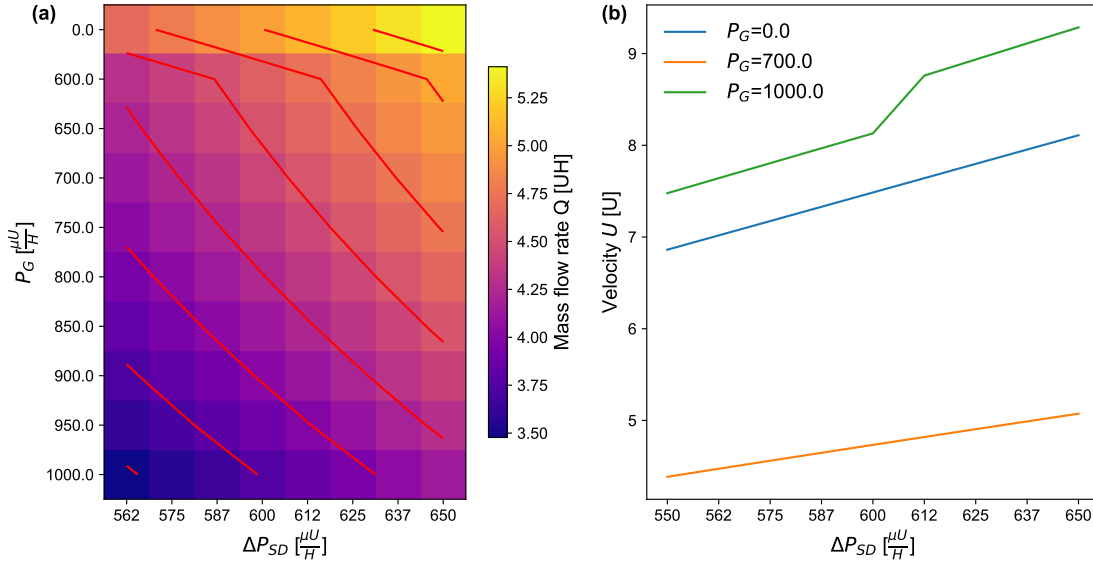 (a)
0.0
600.0
650.0
700.0
750.0
800.0
850.0
900.0
950.0
1000.0
P_G [μU/H]
562 575 587 600 612 625 637 650
ΔP_SD [μU/H]
5.25
5.00
4.75
4.50
4.25
4.00
3.75
3.50
Mass flow rate Q [UH]
(b)
P_G=0.0
P_G=700.0
P_G=1000.0
9
8
7
6
5
Velocity U [U]
550 562 575 587 600 612 625 637 650
ΔP_SD [μU/H]